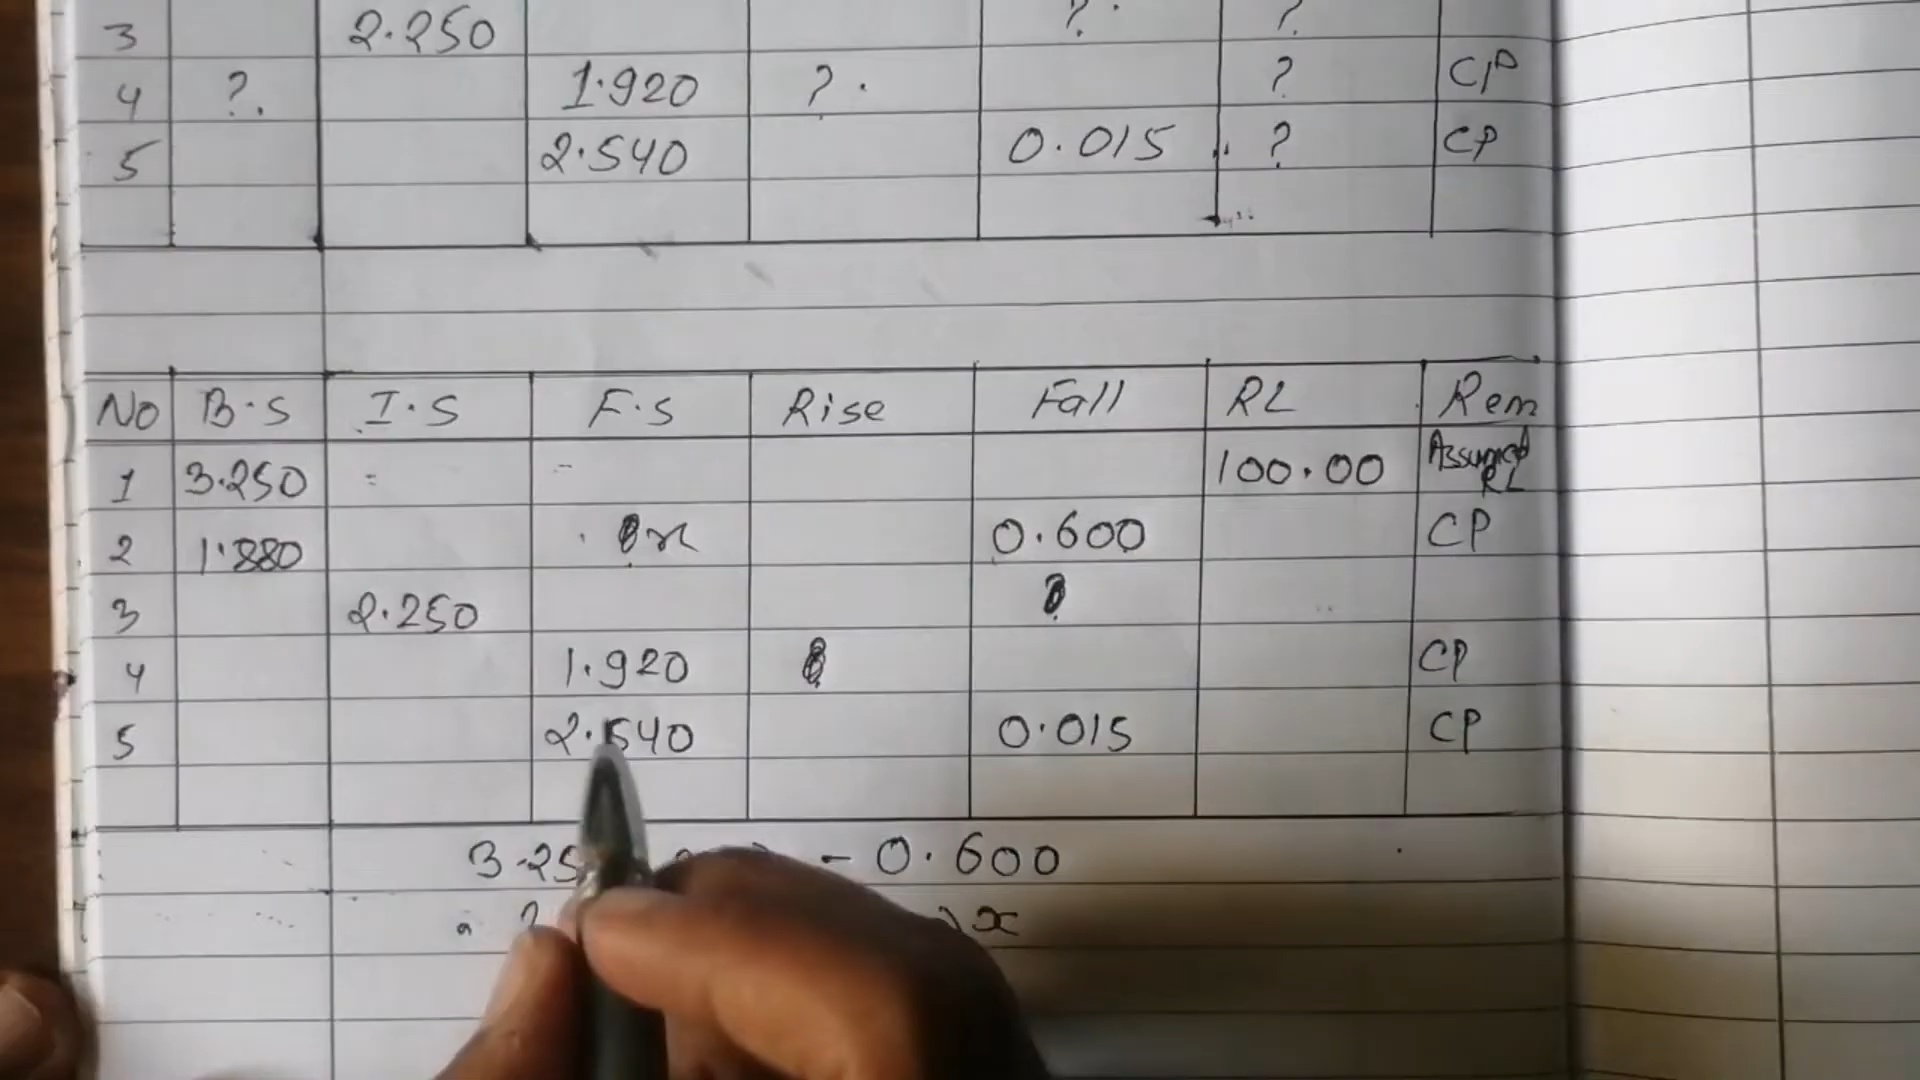 3 2.250 ? ?
4 ? 1.920 ? ? CP
5 2.540 0.015 ? CP
No B.S I.S F.S Rise Fall RL Rem
1 3.250 = - 100.00 Assumed RL
2 1.880 x 0.600 CP
3 2.250
4 1.920 CP
5 2.540 0.015 CP
- 0.600
x